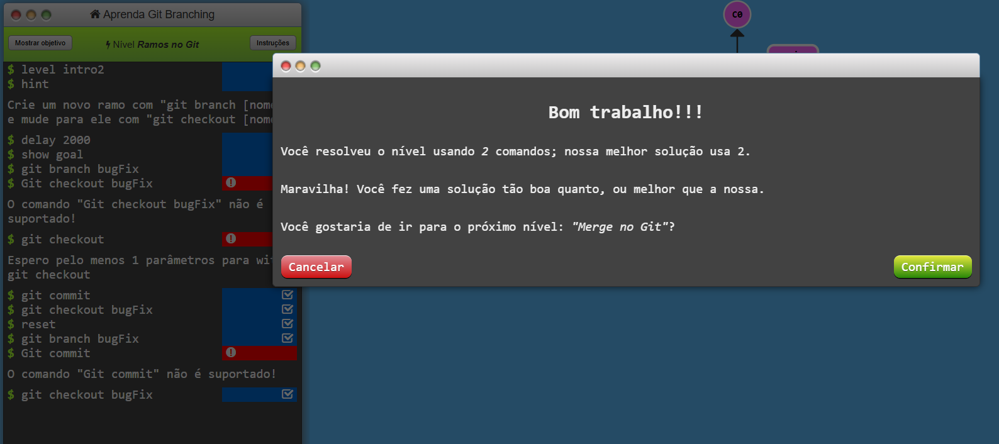 Aprenda Git Branching
Mostrar objetivo
Nível Ramos no Git
Instruções
$ level intro2
$ hint
Crie um novo ramo com "git branch
e mude para ele com "git checkout
$ delay 2000
$ show goal
$ git branch bugFix
$ Git checkout bugFix
O comando "Git checkout bugFix" não é
suportado!
$ git checkout
Espero pelo menos 1 parâmetros para
git checkout
$ git commit
$ git checkout bugFix
$ reset
$ git branch bugFix
$ Git commit
O comando "Git commit" não é suportado!
$ git checkout bugFix
C0
Bom trabalho!!!
Você resolveu o nível usando 2 comandos; nossa melhor solução usa 2.
Maravilha! Você fez uma solução tão boa quanto, ou melhor que a nossa.
Você gostaria de ir para o próximo nível: "Merge no Git"?
Cancelar
Confirmar